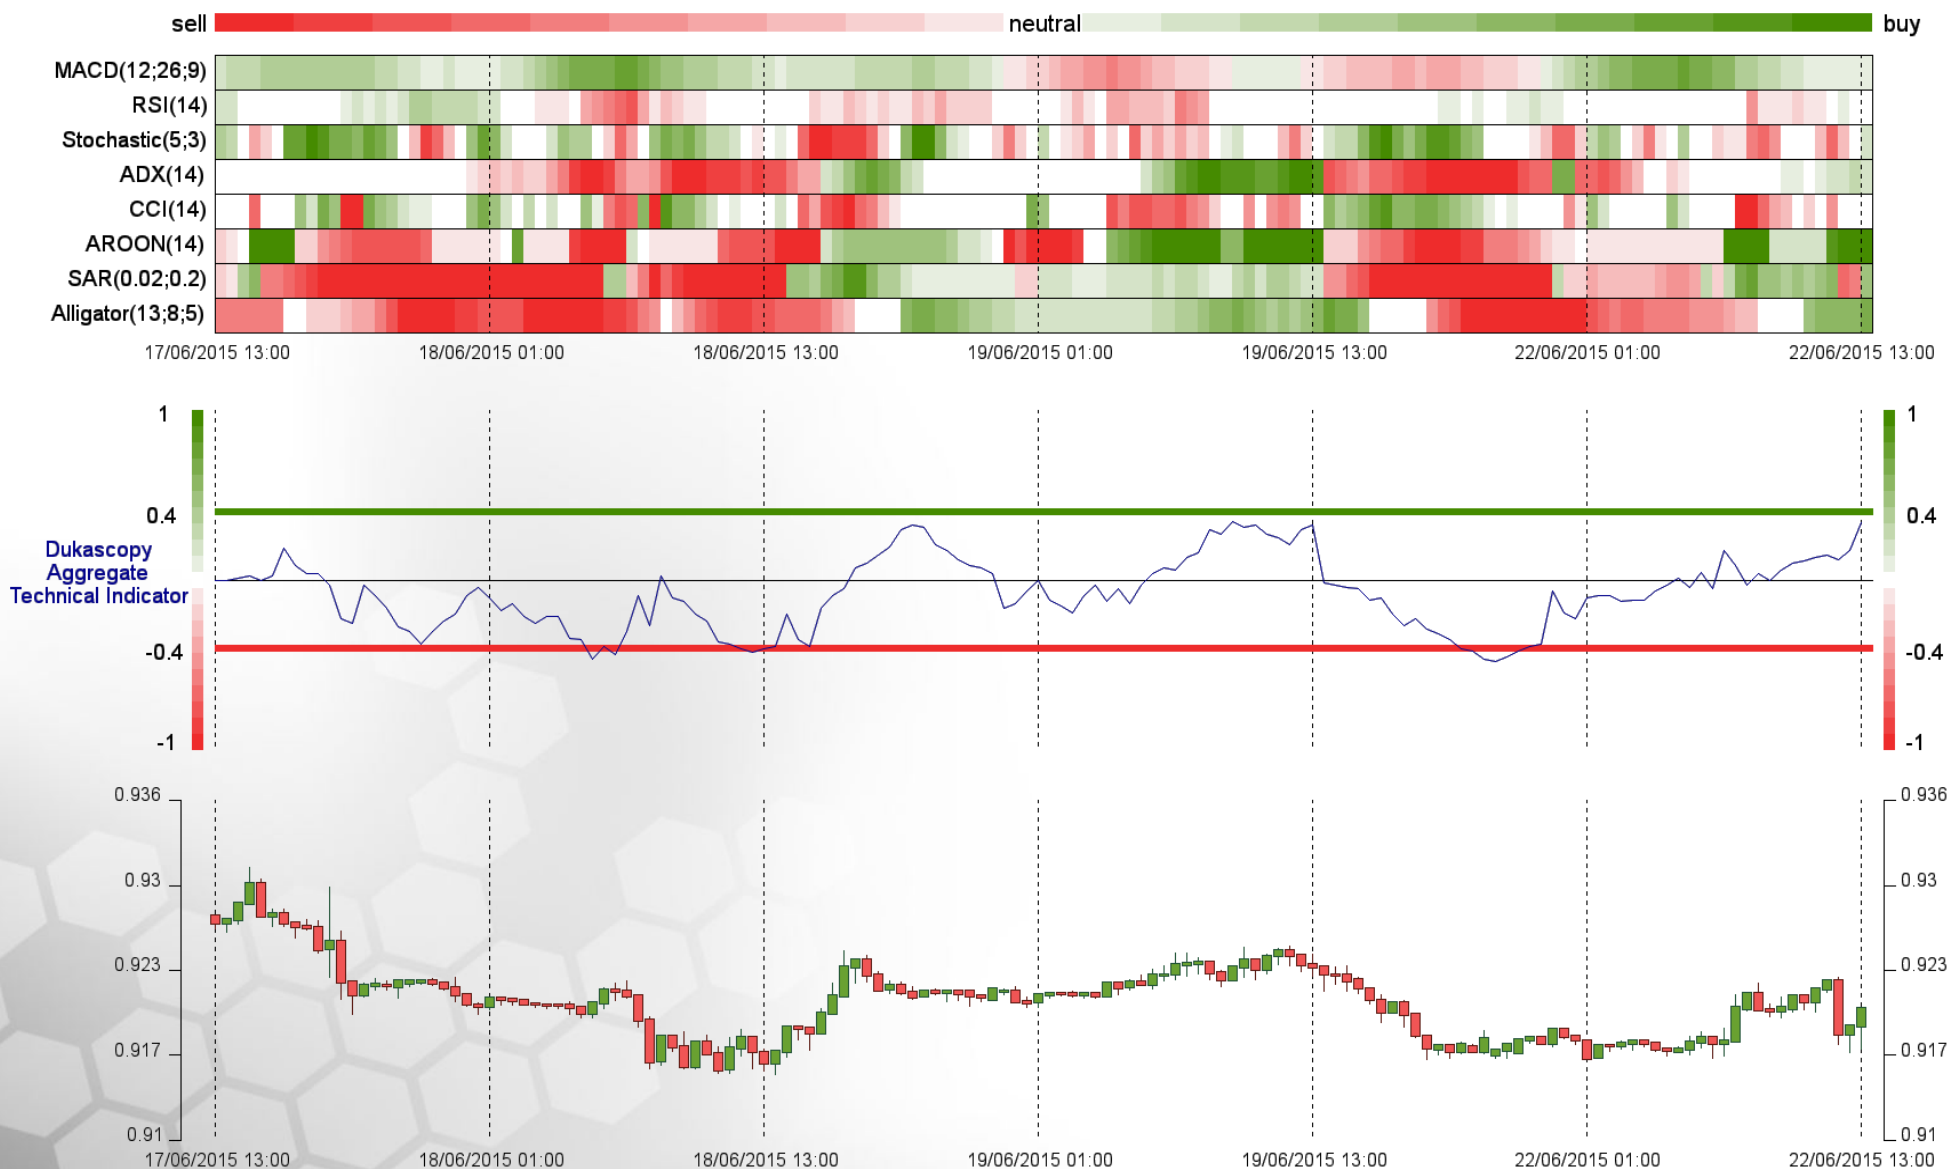 sell neutral buy
MACD(12;26;9)
RSI(14)
Stochastic(5;3)
ADX(14)
CCI(14)
AROON(14)
SAR(0.02;0.2)
Alligator(13;8;5)
17/06/2015 13:00 18/06/2015 01:00 18/06/2015 13:00 19/06/2015 01:00 19/06/2015 13:00 22/06/2015 01:00 22/06/2015 13:00
1 1
0.4 0.4
Dukascopy
Aggregate
Technical Indicator
-0.4 -0.4
-1 -1
0.936 0.936
0.93 0.93
0.923 0.923
0.917 0.917
0.91 0.91
17/06/2015 13:00 18/06/2015 01:00 18/06/2015 13:00 19/06/2015 01:00 19/06/2015 13:00 22/06/2015 01:00 22/06/2015 13:00